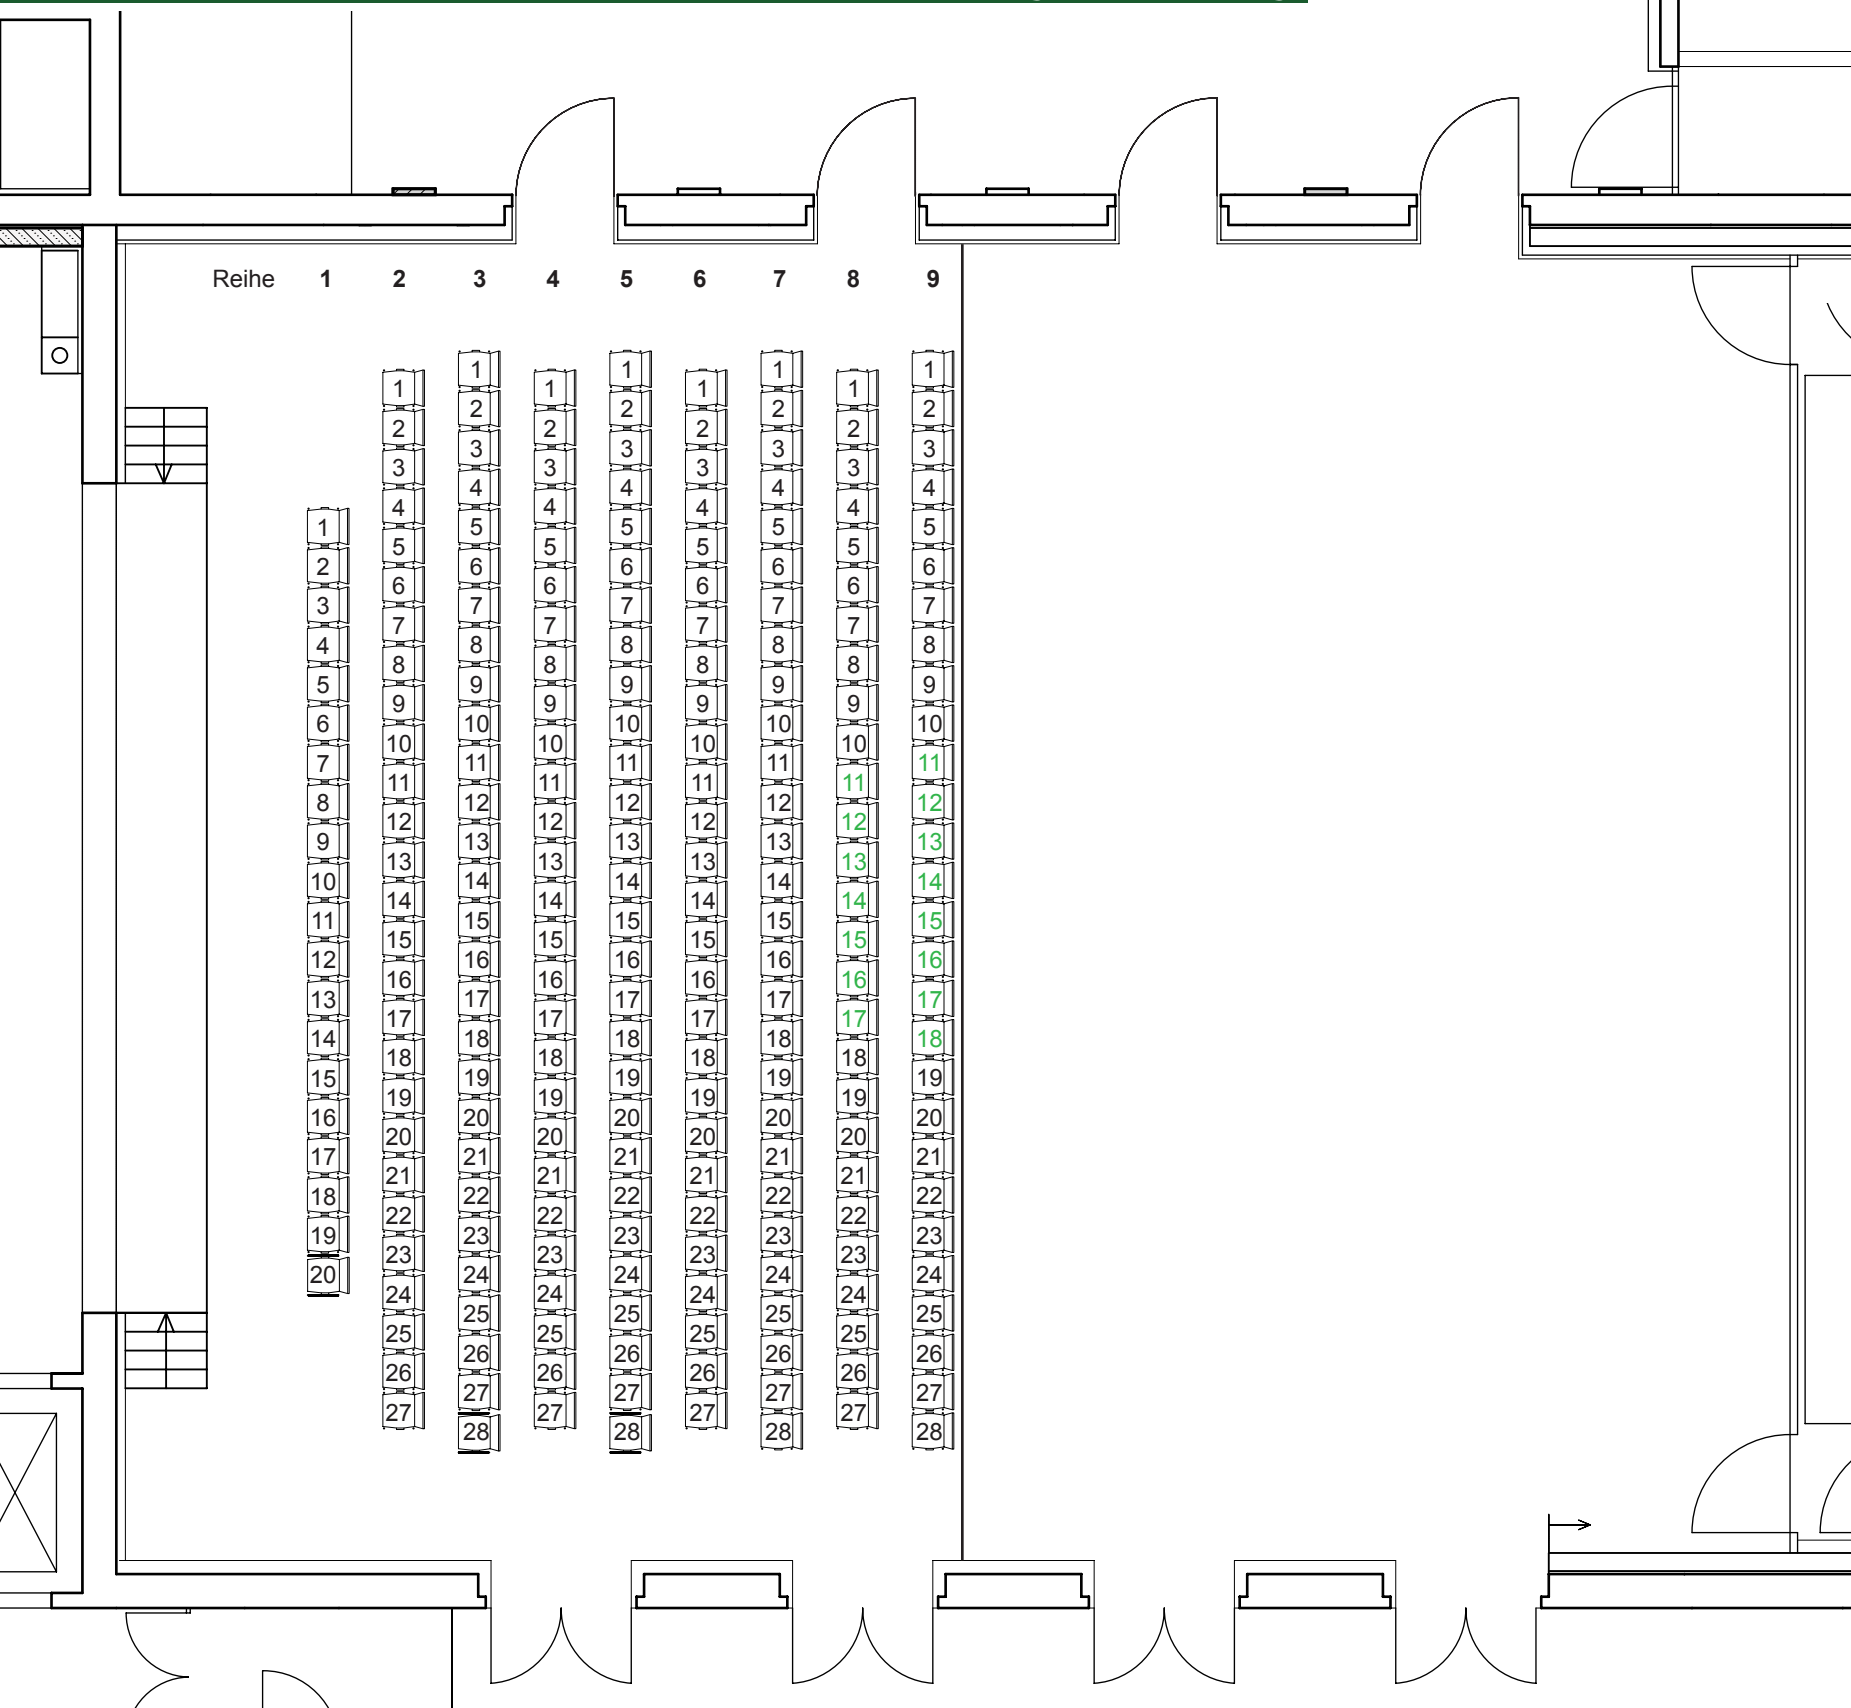 Reihe 1 2 3 4 5 6 7 8 9
1 1 1 1
1 1 1 1
2 2 2 2
2 2 2 2
3 3 3 3
3 3 3 3
4 4 4 4
4 4 4 4
1 5 5 5 5
5 5 5 5
2 6 6 6 6
6 6 6 6
3 7 7 7 7
7 7 7 7
4 8 8 8 8
8 8 8 8
5 9 9 9 9
9 9 9 9
6 10 10 10 10
10 10 10 10
7 11 11 11 11
11 11 11 11
8 12 12 12 12
12 12 12 12
9 13 13 13 13
13 13 13 13
10 14 14 14 14
14 14 14 14
11 15 15 15 15
15 15 15 15
12 16 16 16 16
16 16 16 16
13 17 17 17 17
17 17 17 17
14 18 18 18 18
18 18 18 18
15 19 19 19 19
19 19 19 19
16 20 20 20 20
20 20 20 20
17 21 21 21 21
21 21 21 21
18 22 22 22 22
22 22 22 22
19 23 23 23 23
23 23 23 23
20 24 24 24 24
24 24 24 24
25 25 25 25
25 25 25 25
26 26 26 26
26 26 26 26
27 27 27 27
27 27 27 27
28 28 28 28